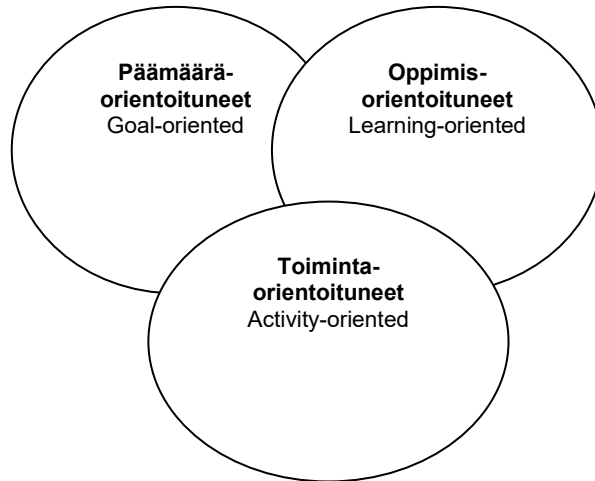 Päämäärä-
orientoituneet
Goal-oriented
Oppimis-
orientoituneet
Learning-oriented
Toiminta-
orientoituneet
Activity-oriented